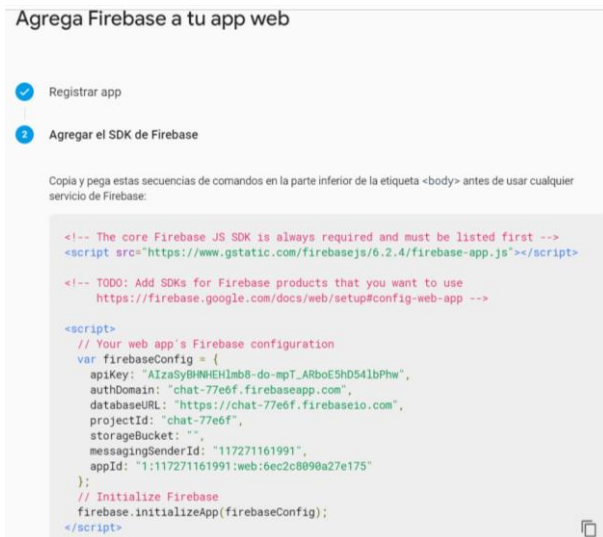 Agrega Firebase a tu app web
Registrar app
2 Agregar el SDK de Firebase
Copia y pega estas secuencias de comandos en la parte inferior de la etiqueta <body> antes de usar cualquier
servicio de Firebase:
<!-- The core Firebase JS SDK is always required and must be listed first -->
<script src="https://www.gstatic.com/firebasejs/6.2.4/firebase-app.js"></script>
<!-- TODO: Add SDKs for Firebase products that you want to use
https://firebase.google.com/docs/web/setup#config-web-app -->
<script>
// Your web app's Firebase configuration
var firebaseConfig = {
apiKey: "AIzaSyBHNHEHlmb8-do-mpT_ARboE5hD54lbPhw",
authDomain: "chat-77e6f.firebaseapp.com",
databaseURL: "https://chat-77e6f.firebaseio.com",
projectId: "chat-77e6f",
storageBucket: "",
messagingSenderId: "117271161991",
appId: "1:117271161991:web:6ec2c8090a27e175"
};
// Initialize Firebase
firebase.initializeApp(firebaseConfig);
</script>